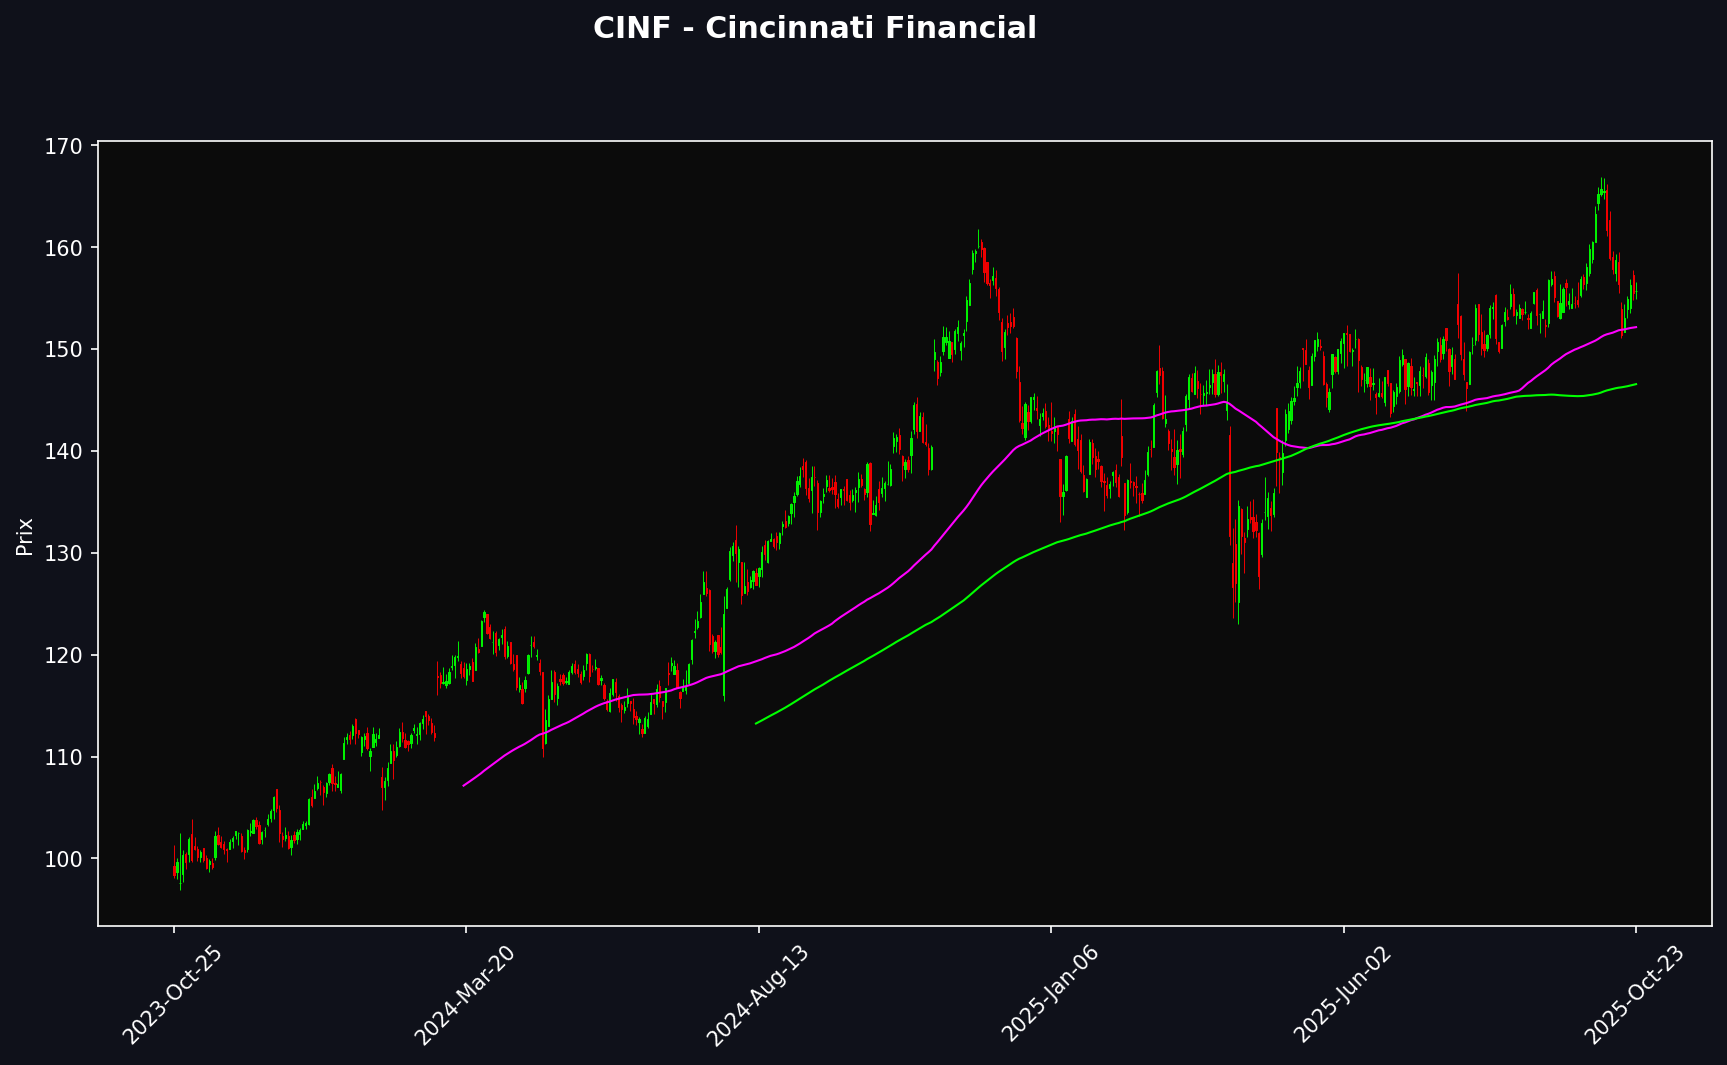 CINF - Cincinnati Financial
170
160
150
140
130
120
110
100
Prix
2023-Oct-25
2024-Mar-20
2024-Aug-13
2025-Jan-06
2025-Jun-02
2025-Oct-23